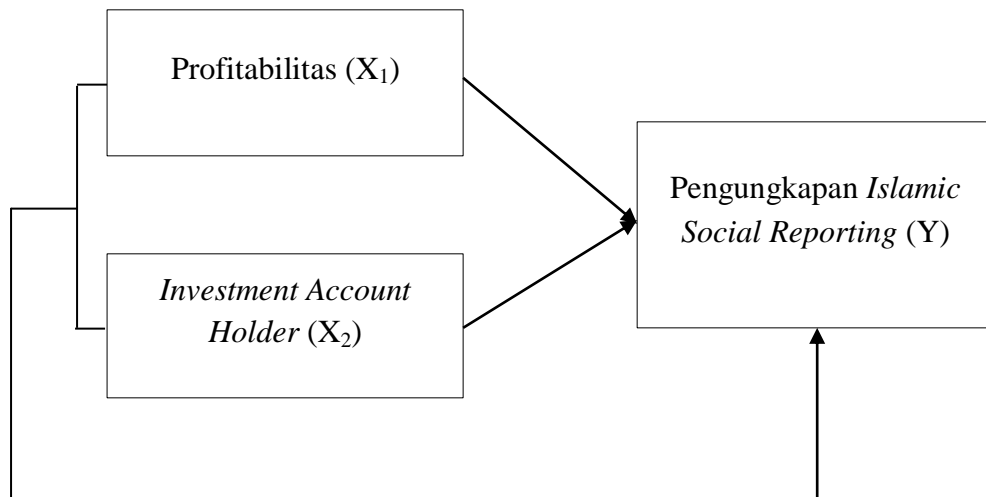 Profitabilitas (X₁)
Investment Account
Holder (X₂)
Pengungkapan Islamic
Social Reporting (Y)